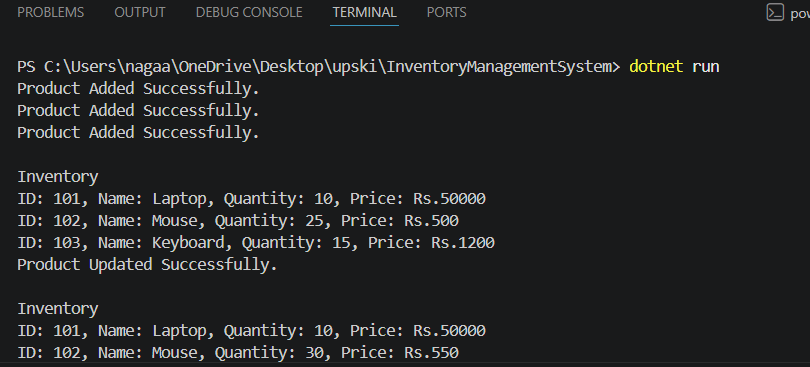 PROBLEMS OUTPUT DEBUG CONSOLE TERMINAL PORTS
PS C:\Users\nagaa\OneDrive\Desktop\upski\InventoryManagementSystem> dotnet run
Product Added Successfully.
Product Added Successfully.
Product Added Successfully.
Inventory
ID: 101, Name: Laptop, Quantity: 10, Price: Rs.50000
ID: 102, Name: Mouse, Quantity: 25, Price: Rs.500
ID: 103, Name: Keyboard, Quantity: 15, Price: Rs.1200
Product Updated Successfully.
Inventory
ID: 101, Name: Laptop, Quantity: 10, Price: Rs.50000
ID: 102, Name: Mouse, Quantity: 30, Price: Rs.550